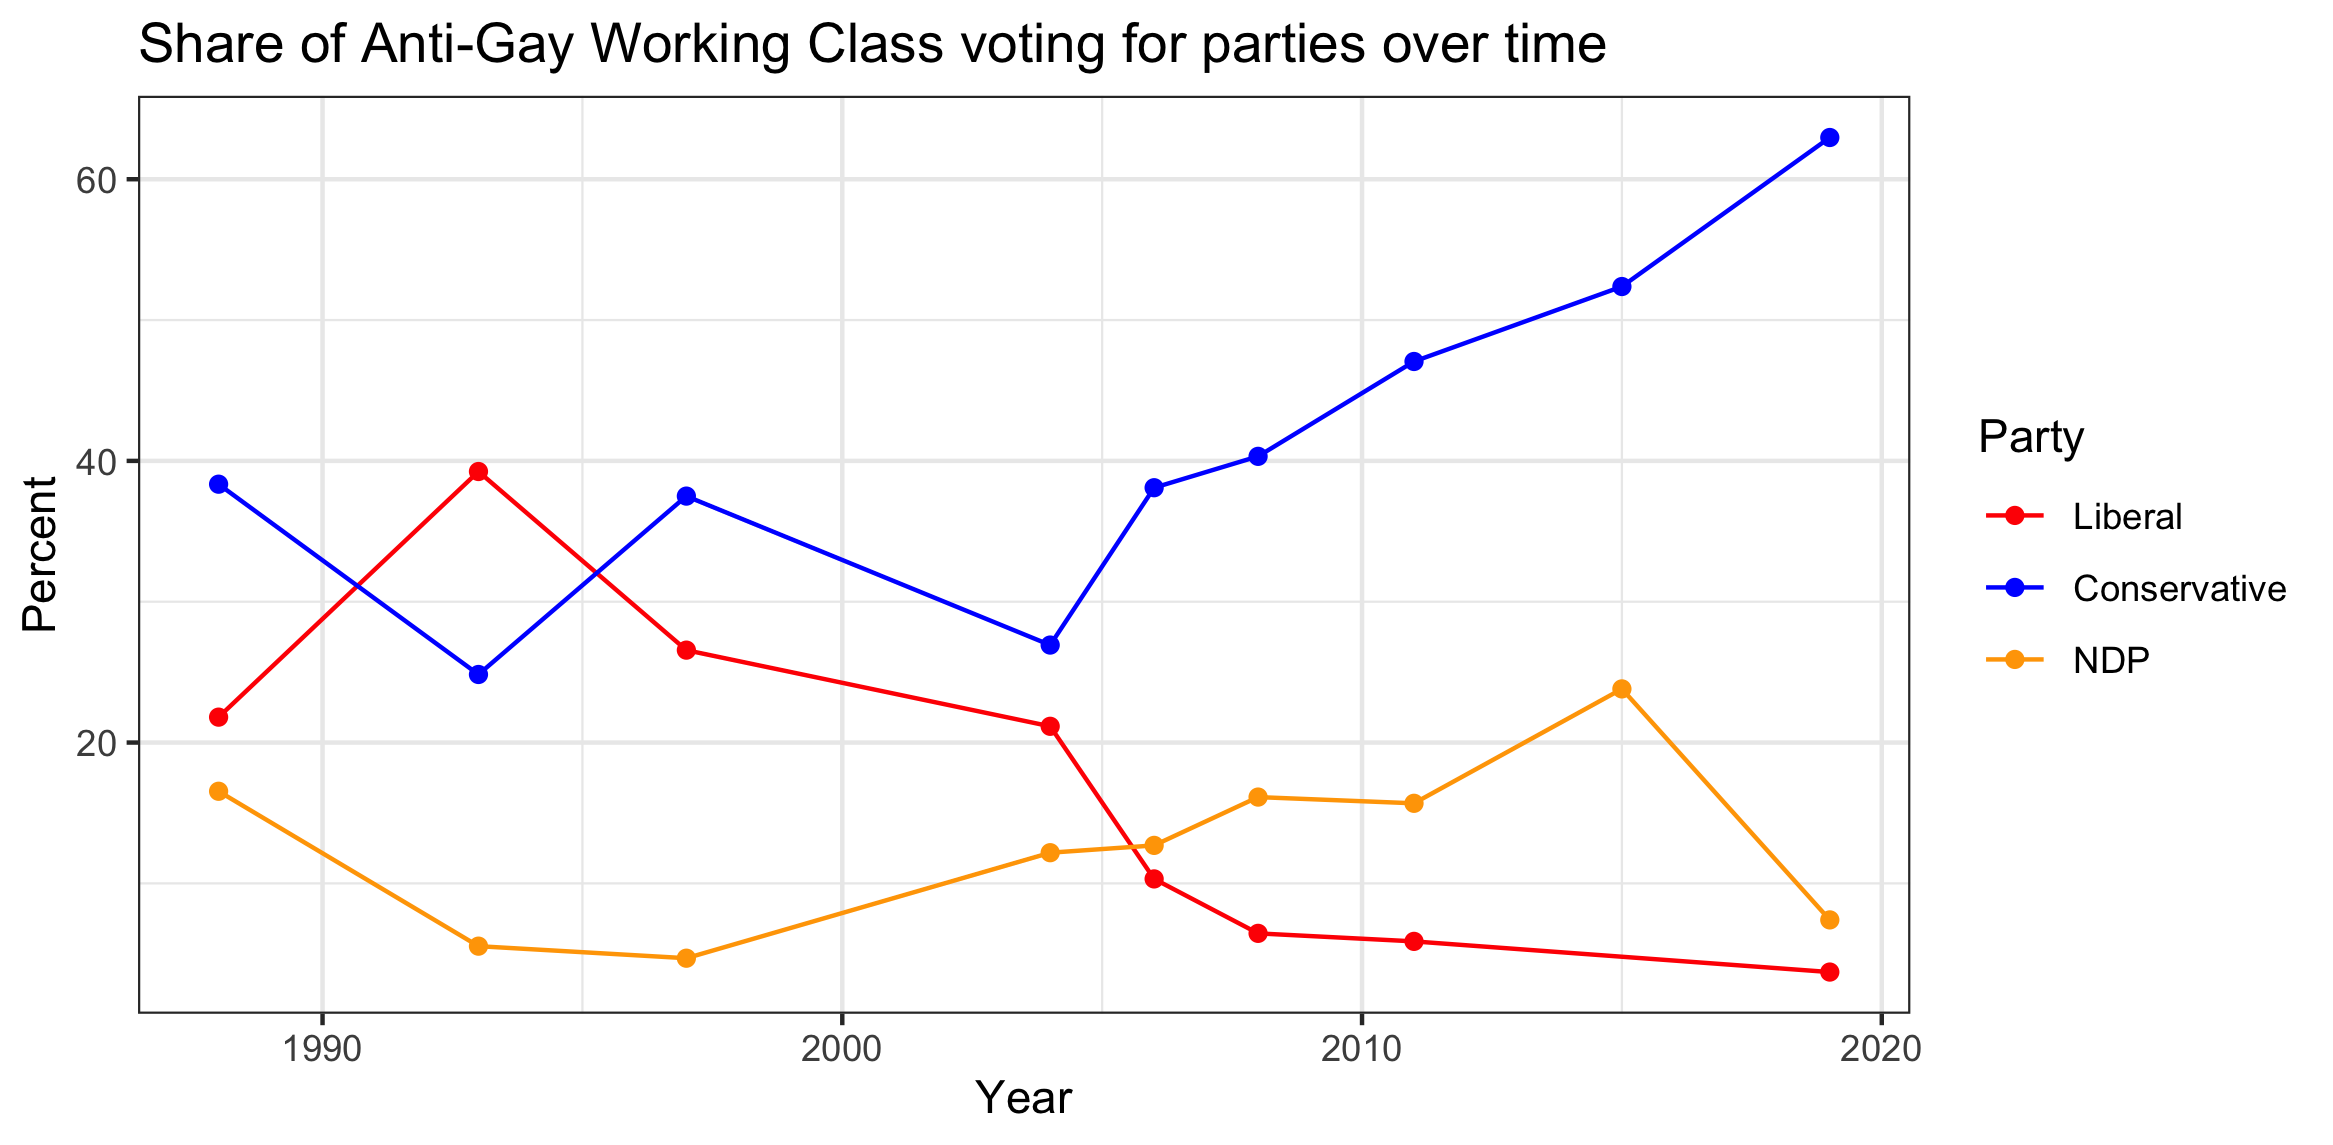 Share of Anti-Gay Working Class voting for parties over time
Percent
60
40
20
1990
2000
2010
2020
Year
Party
Liberal
Conservative
NDP